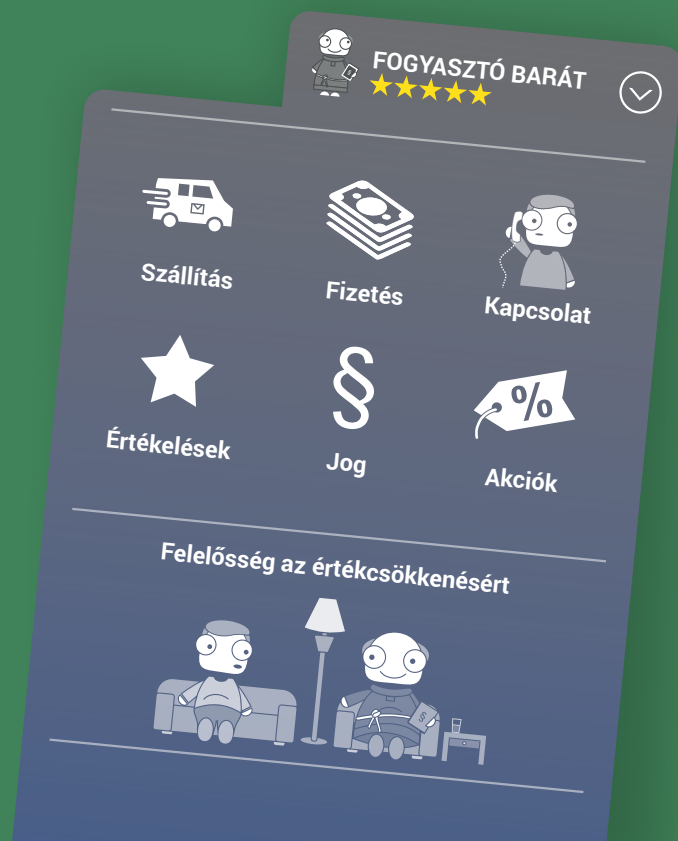 FOGYASZTÓ BARÁT
Szállítás
Fizetés
Kapcsolat
§
%
Értékelések
Jog
Akciók
Felelősség az értékcsökkenésért
§